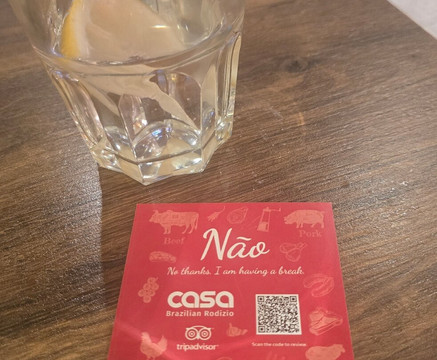 Beef
Pork
Não
No thanks. I am having a break.
casa
Brazilian Rodizio
tripadvisor
Scan the code to review.